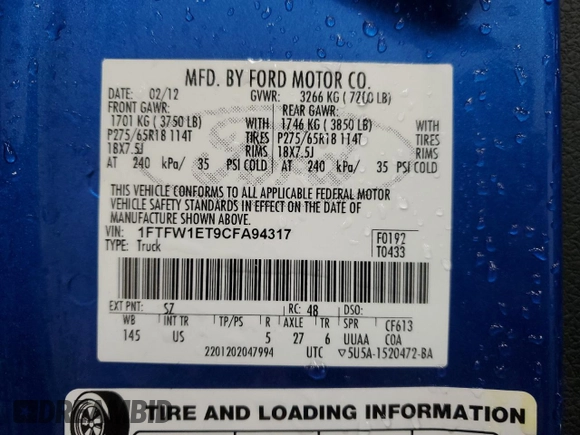 MFD. BY FORD MOTOR CO.
DATE: 02/12 GVWR: 3266 KG ( 7200 LB)
FRONT GAWR: REAR GAWR:
1701 KG ( 3750 LB) WITH 1746 KG ( 3850 LB) WITH
P275/65R18 114T TIRES P275/65R18 114T TIRES
18X7.5J RIMS 18X7.5J RIMS
AT 240 kPa/ 35 PSI COLD AT 240 kPa/ 35 PSI COLD
THIS VEHICLE CONFORMS TO ALL APPLICABLE FEDERAL MOTOR
VEHICLE SAFETY STANDARDS IN EFFECT ON THE DATE OF
MANUFACTURE SHOWN ABOVE.
VIN: 1FTFW1ET9CFA94317 F0192
TYPE: Truck T0433
EXT PNT: SZ RC: 48 DSO:
WB INT TR TP/PS R AXLE TR SPR CF613
145 US 5 27 6 UUAA COA
2201202047994 UTC 5U5A-1520472-BA
TIRE AND LOADING INFORMATION
DREAMBID